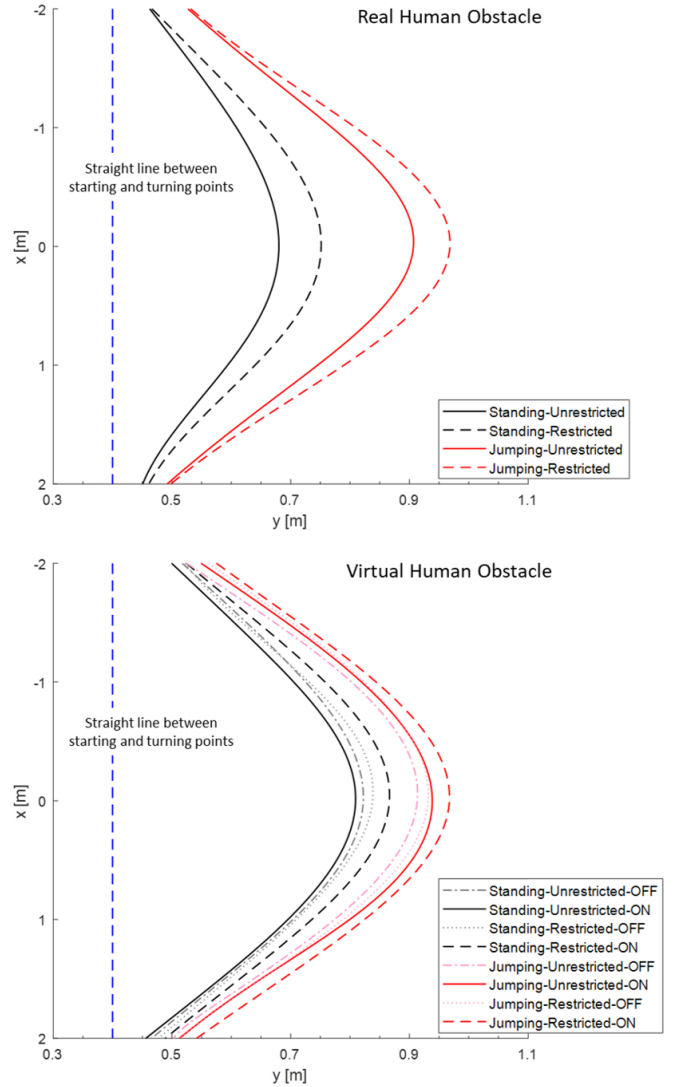 Real Human Obstacle
-2
-1
0
1
2
x [m]
Straight line between
starting and turning points
Standing-Unrestricted
Standing-Restricted
Jumping-Unrestricted
Jumping-Restricted
0.3
0.5
0.7
0.9
1.1
y [m]
Virtual Human Obstacle
-2
-1
0
1
2
x [m]
Straight line between
starting and turning points
Standing-Unrestricted-OFF
Standing-Unrestricted-ON
Standing-Restricted-OFF
Standing-Restricted-ON
Jumping-Unrestricted-OFF
Jumping-Unrestricted-ON
Jumping-Restricted-OFF
Jumping-Restricted-ON
0.3
0.5
0.7
0.9
1.1
y [m]